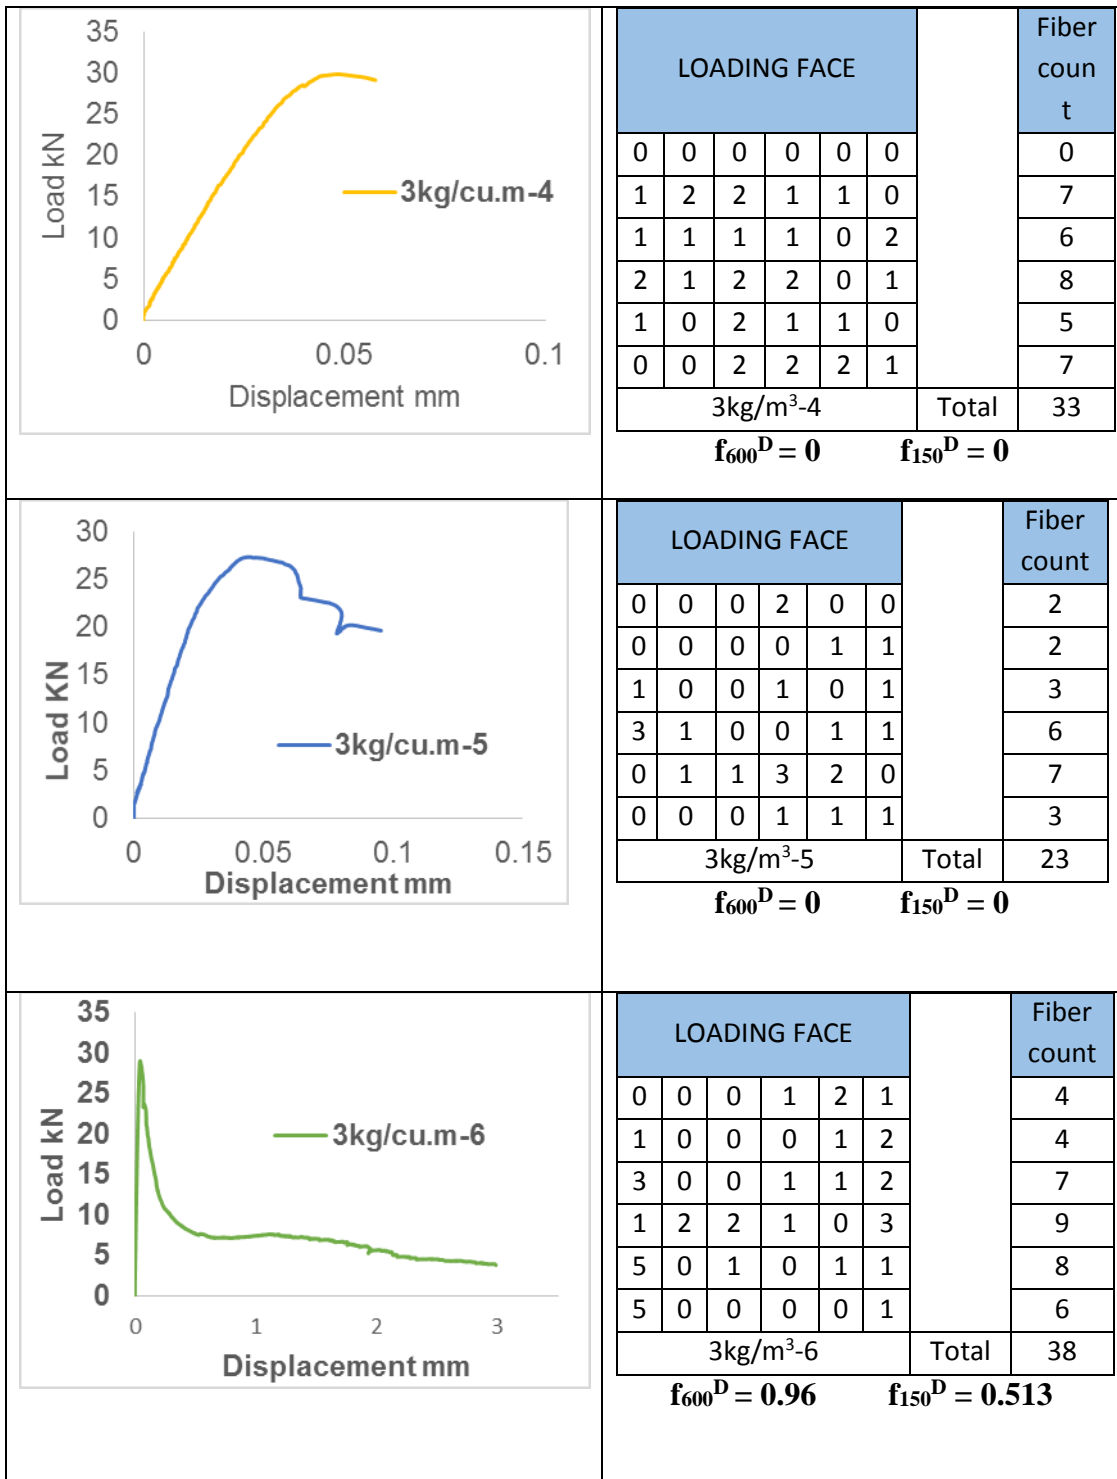 35
30
25
20
15
10
5
0
Load kN
3kg/cu.m-4
0 0.05 0.1
Displacement mm
LOADING FACE
Fiber
coun
t
0 0 0 0 0 0 0
1 2 2 1 1 0 7
1 1 1 1 0 2 6
2 1 2 2 0 1 8
1 0 2 1 1 0 5
0 0 2 2 2 1 7
3kg/m³-4 Total 33
f₆₀₀ᴰ = 0 f₁₅₀ᴰ = 0
30
25
20
15
10
5
0
Load KN
3kg/cu.m-5
0 0.05 0.1 0.15
Displacement mm
LOADING FACE
Fiber
count
0 0 0 2 0 0 2
0 0 0 0 1 1 2
1 0 0 1 0 1 3
3 1 0 0 1 1 6
0 1 1 3 2 0 7
0 0 0 1 1 1 3
3kg/m³-5 Total 23
f₆₀₀ᴰ = 0 f₁₅₀ᴰ = 0
35
30
25
20
15
10
5
0
Load kN
3kg/cu.m-6
0 1 2 3
Displacement mm
LOADING FACE
Fiber
count
0 0 0 1 2 1 4
1 0 0 0 1 2 4
3 0 0 1 1 2 7
1 2 2 1 0 3 9
5 0 1 0 1 1 8
5 0 0 0 0 1 6
3kg/m³-6 Total 38
f₆₀₀ᴰ = 0.96 f₁₅₀ᴰ = 0.513